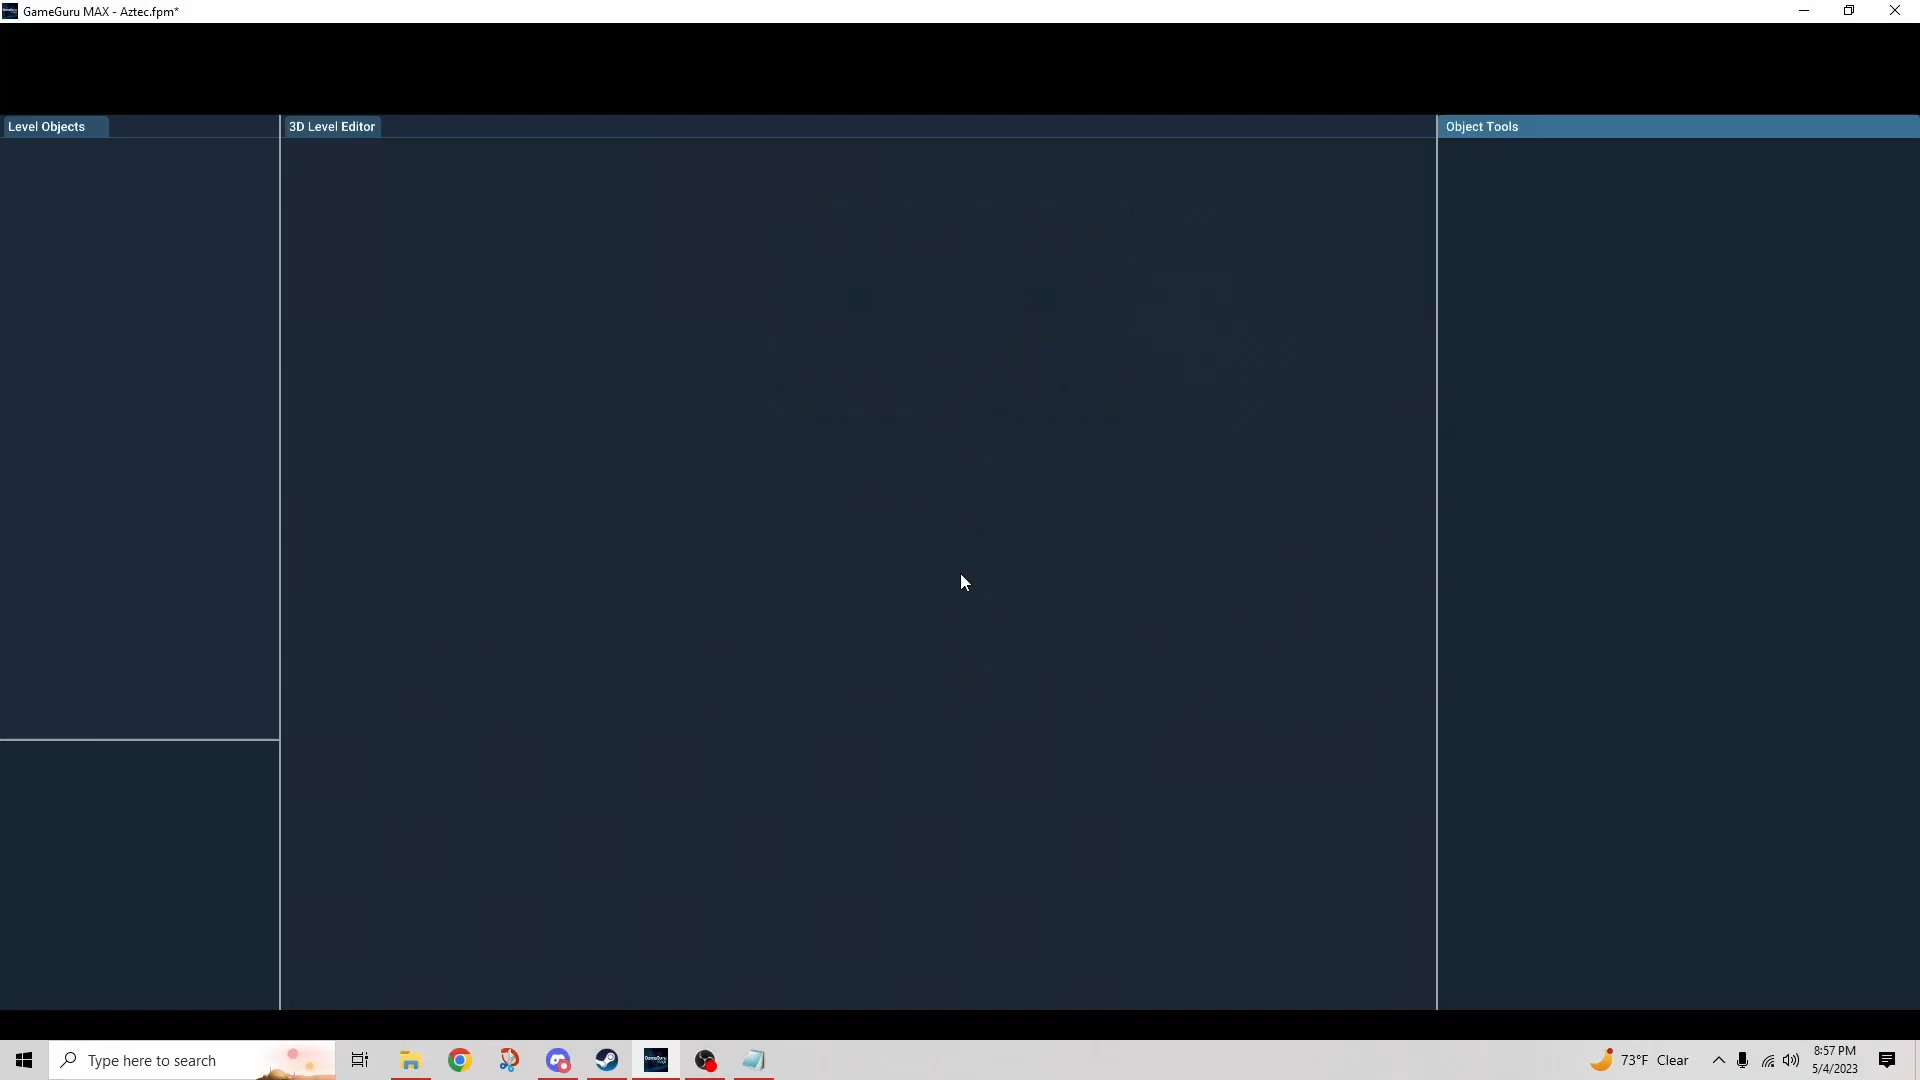 GameGuru MAX - Aztec.fpm*
Level Objects
3D Level Editor
Object Tools
Type here to search
73°F Clear
8:57 PM
5/4/2023